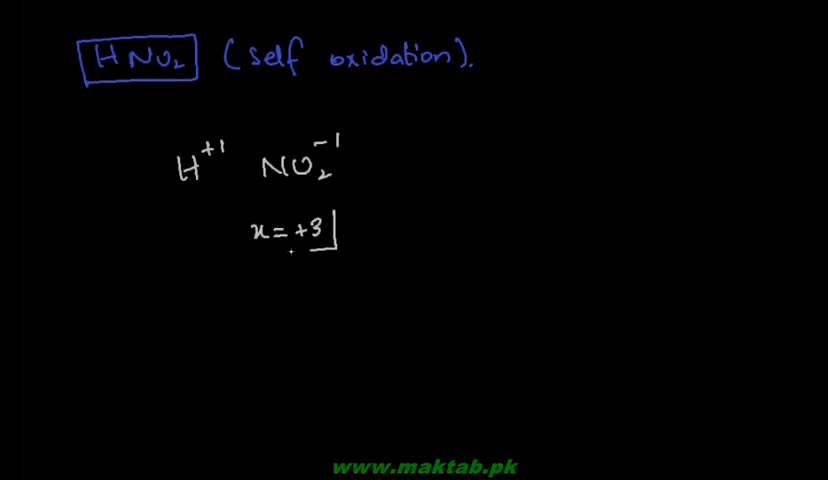 HNO₂ (self oxidation).
H⁺¹ NO₂⁻¹
x = +3
www.maktab.pk